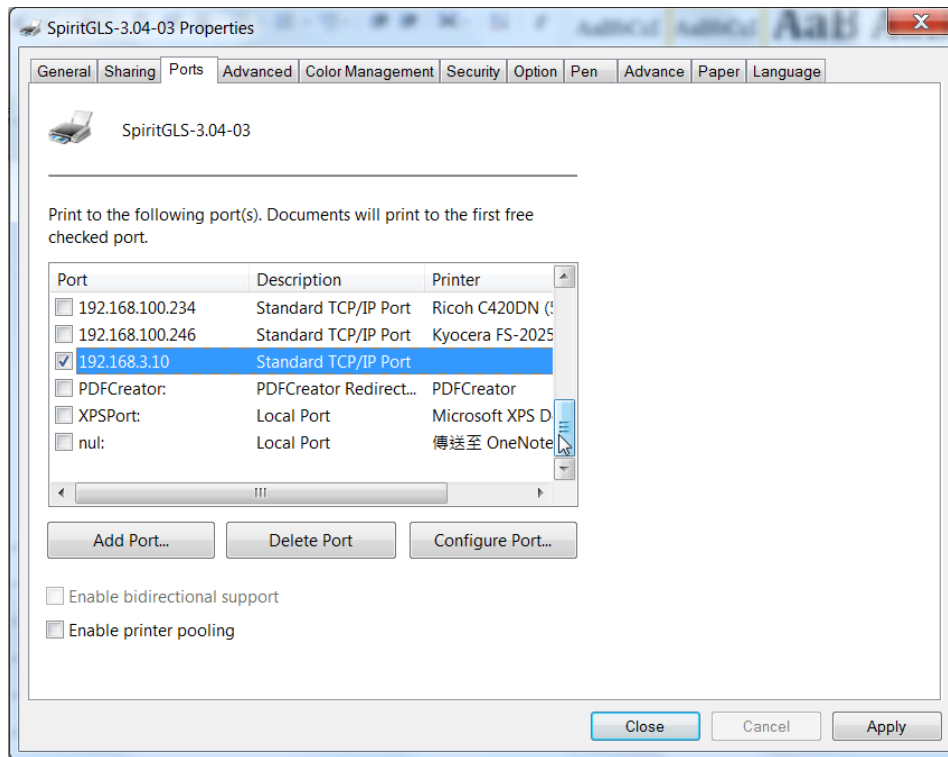 SpiritGLS-3.04-03 Properties
General Sharing Ports Advanced Color Management Security Option Pen Advance Paper Language
SpiritGLS-3.04-03
Print to the following port(s). Documents will print to the first free
checked port.
Port Description Printer
192.168.100.234 Standard TCP/IP Port Ricoh C420DN (
192.168.100.246 Standard TCP/IP Port Kyocera FS-2025
192.168.3.10 Standard TCP/IP Port
PDFCreator: PDFCreator Redirect... PDFCreator
XPSPort: Local Port Microsoft XPS D
nul: Local Port 傳送至 OneNote
Add Port... Delete Port Configure Port...
Enable bidirectional support
Enable printer pooling
Close Cancel Apply